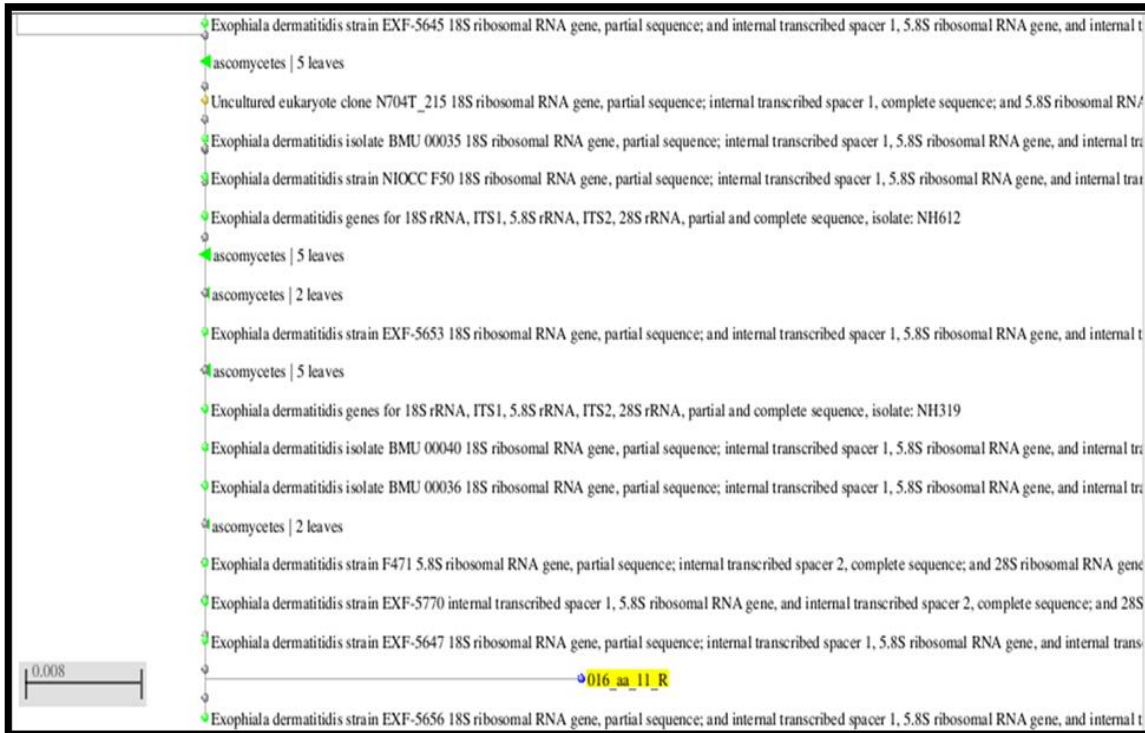 Exophiala dermatitidis strain EXF-5645 18S ribosomal RNA gene, partial sequence; and internal transcribed spacer 1, 5.8S ribosomal RNA gene, and internal t
ascomycetes | 5 leaves
Uncultured eukaryote clone N704T_215 18S ribosomal RNA gene, partial sequence; internal transcribed spacer 1, complete sequence; and 5.8S ribosomal RNA
Exophiala dermatitidis isolate BMU 00035 18S ribosomal RNA gene, partial sequence; internal transcribed spacer 1, 5.8S ribosomal RNA gene, and internal tra
Exophiala dermatitidis strain NIOCC F50 18S ribosomal RNA gene, partial sequence; internal transcribed spacer 1, 5.8S ribosomal RNA gene, and internal tran
Exophiala dermatitidis genes for 18S rRNA, ITS1, 5.8S rRNA, ITS2, 28S rRNA, partial and complete sequence, isolate: NH612
ascomycetes | 5 leaves
ascomycetes | 2 leaves
Exophiala dermatitidis strain EXF-5653 18S ribosomal RNA gene, partial sequence; and internal transcribed spacer 1, 5.8S ribosomal RNA gene, and internal t
ascomycetes | 5 leaves
Exophiala dermatitidis genes for 18S rRNA, ITS1, 5.8S rRNA, ITS2, 28S rRNA, partial and complete sequence, isolate: NH319
Exophiala dermatitidis isolate BMU 00040 18S ribosomal RNA gene, partial sequence; internal transcribed spacer 1, 5.8S ribosomal RNA gene, and internal tra
Exophiala dermatitidis isolate BMU 00036 18S ribosomal RNA gene, partial sequence; internal transcribed spacer 1, 5.8S ribosomal RNA gene, and internal tra
ascomycetes | 2 leaves
Exophiala dermatitidis strain F471 5.8S ribosomal RNA gene, partial sequence; internal transcribed spacer 2, complete sequence; and 28S ribosomal RNA gene
Exophiala dermatitidis strain EXF-5770 internal transcribed spacer 1, 5.8S ribosomal RNA gene, and internal transcribed spacer 2, complete sequence; and 28S
Exophiala dermatitidis strain EXF-5647 18S ribosomal RNA gene, partial sequence; internal transcribed spacer 1, 5.8S ribosomal RNA gene, and internal trans
0.008
016_aa_11_R
Exophiala dermatitidis strain EXF-5656 18S ribosomal RNA gene, partial sequence; and internal transcribed spacer 1, 5.8S ribosomal RNA gene, and internal t